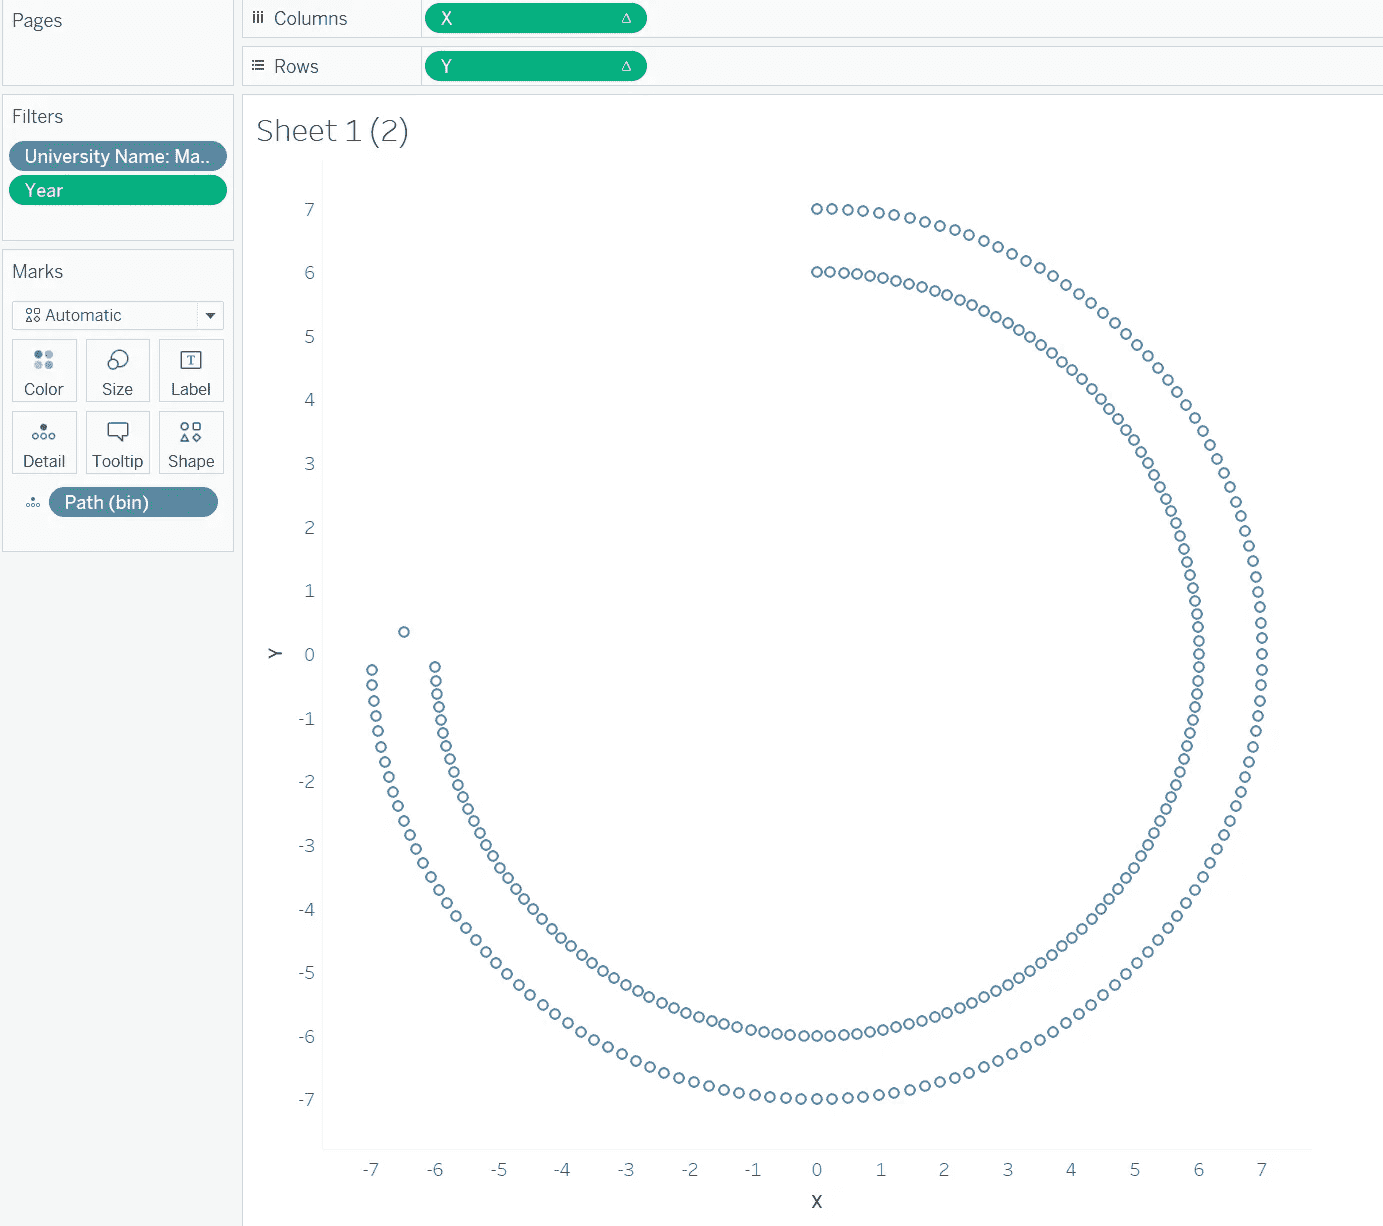 Pages
Columns
X
Rows
Y
Filters
University Name: Ma..
Year
Marks
Automatic
Color
Size
Label
Detail
Tooltip
Shape
Path (bin)
Sheet 1 (2)
7
6
5
4
3
2
1
0
-1
-2
-3
-4
-5
-6
-7
Y
-7 -6 -5 -4 -3 -2 -1 0 1 2 3 4 5 6 7
X